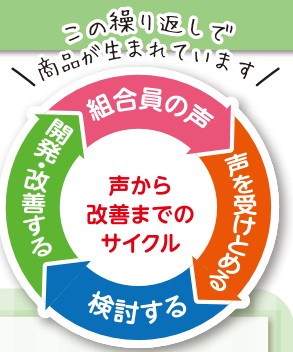 この繰り返しで
商品が生まれています
組合員の声
声を受けとめる
検討する
開発・改善する
声から
改善までの
サイクル